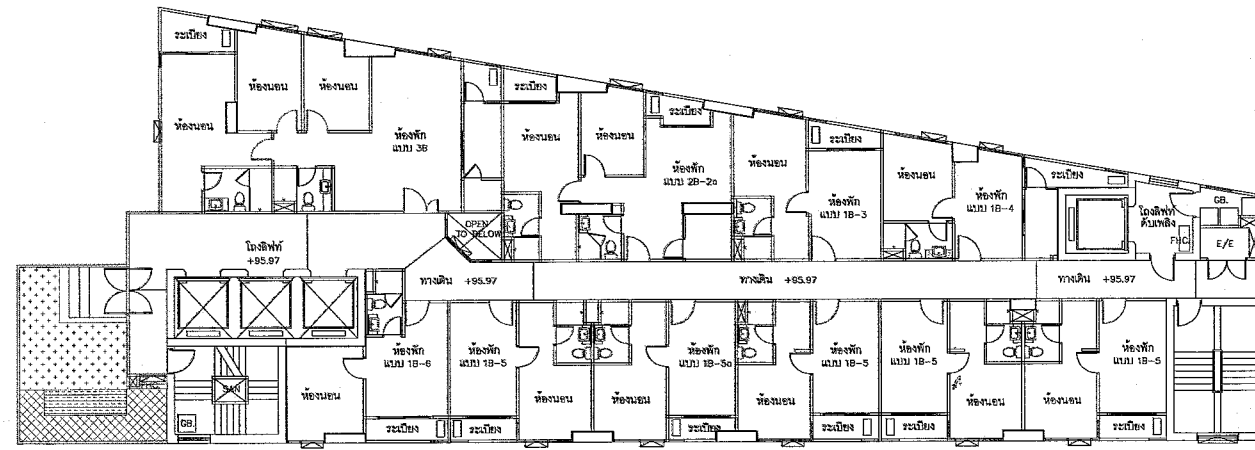 ระเบียง
ห้องนอน
ห้องนอน
ห้องนอน
ห้องพัก
แบบ 3B
ระเบียง
ห้องนอน
ห้องนอน
ระเบียง
ห้องพัก
แบบ 2B-2a
ห้องนอน
ระเบียง
ห้องพัก
แบบ 1B-3
ห้องนอน
ห้องพัก
แบบ 1B-4
ระเบียง
โถงลิฟท์
ดับเพลิง
FHC.
GB.
E/E
OPEN
TO BELOW
โถงลิฟท์
+95.97
ทางเดิน +95.97
ทางเดิน +95.97
ทางเดิน +95.97
ห้องพัก
แบบ 1B-6
ห้องพัก
แบบ 1B-5
ห้องพัก
แบบ 1B-5a
ห้องพัก
แบบ 1B-5
ห้องพัก
แบบ 1B-5
ห้องพัก
แบบ 1B-5
SAN
GB.
ห้องนอน
ห้องนอน
ห้องนอน
ห้องนอน
ห้องนอน
ห้องนอน
ระเบียง
ระเบียง
ระเบียง
ระเบียง
ระเบียง
ระเบียง